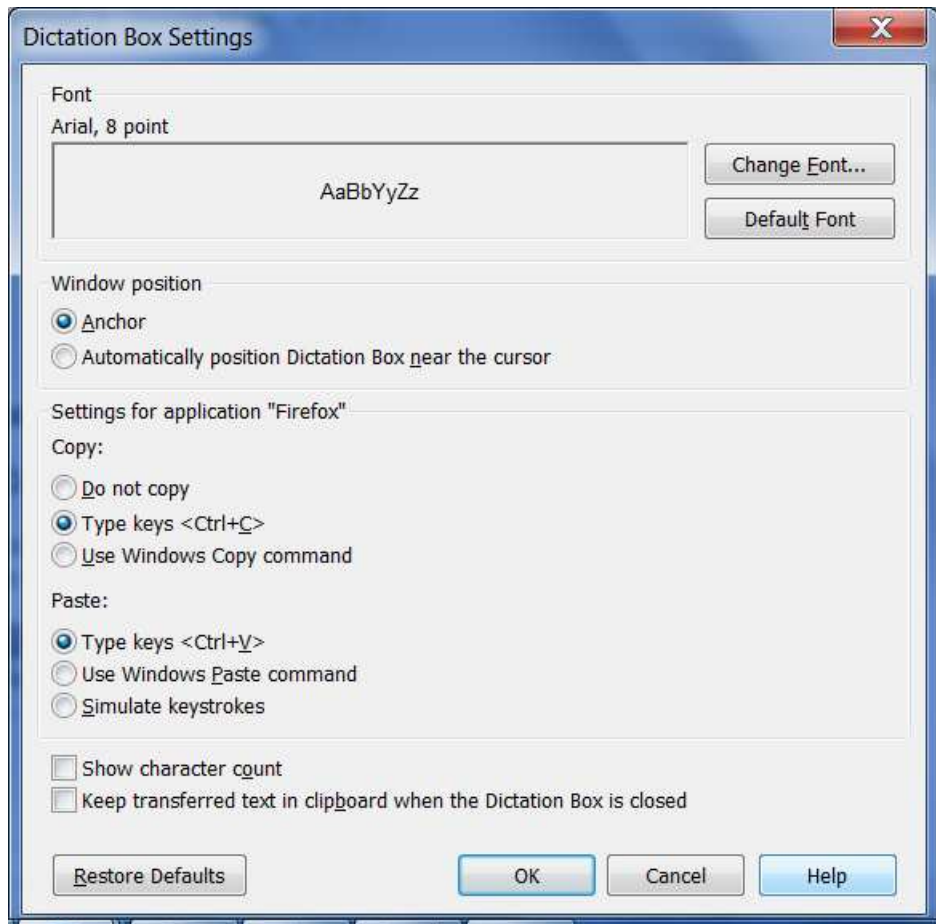 Dictation Box Settings
Font
Arial, 8 point
AaBbYyZz
Change Font...
Default Font
Window position
Anchor
Automatically position Dictation Box near the cursor
Settings for application "Firefox"
Copy:
Do not copy
Type keys <Ctrl+C>
Use Windows Copy command
Paste:
Type keys <Ctrl+V>
Use Windows Paste command
Simulate keystrokes
Show character count
Keep transferred text in clipboard when the Dictation Box is closed
Restore Defaults OK Cancel Help